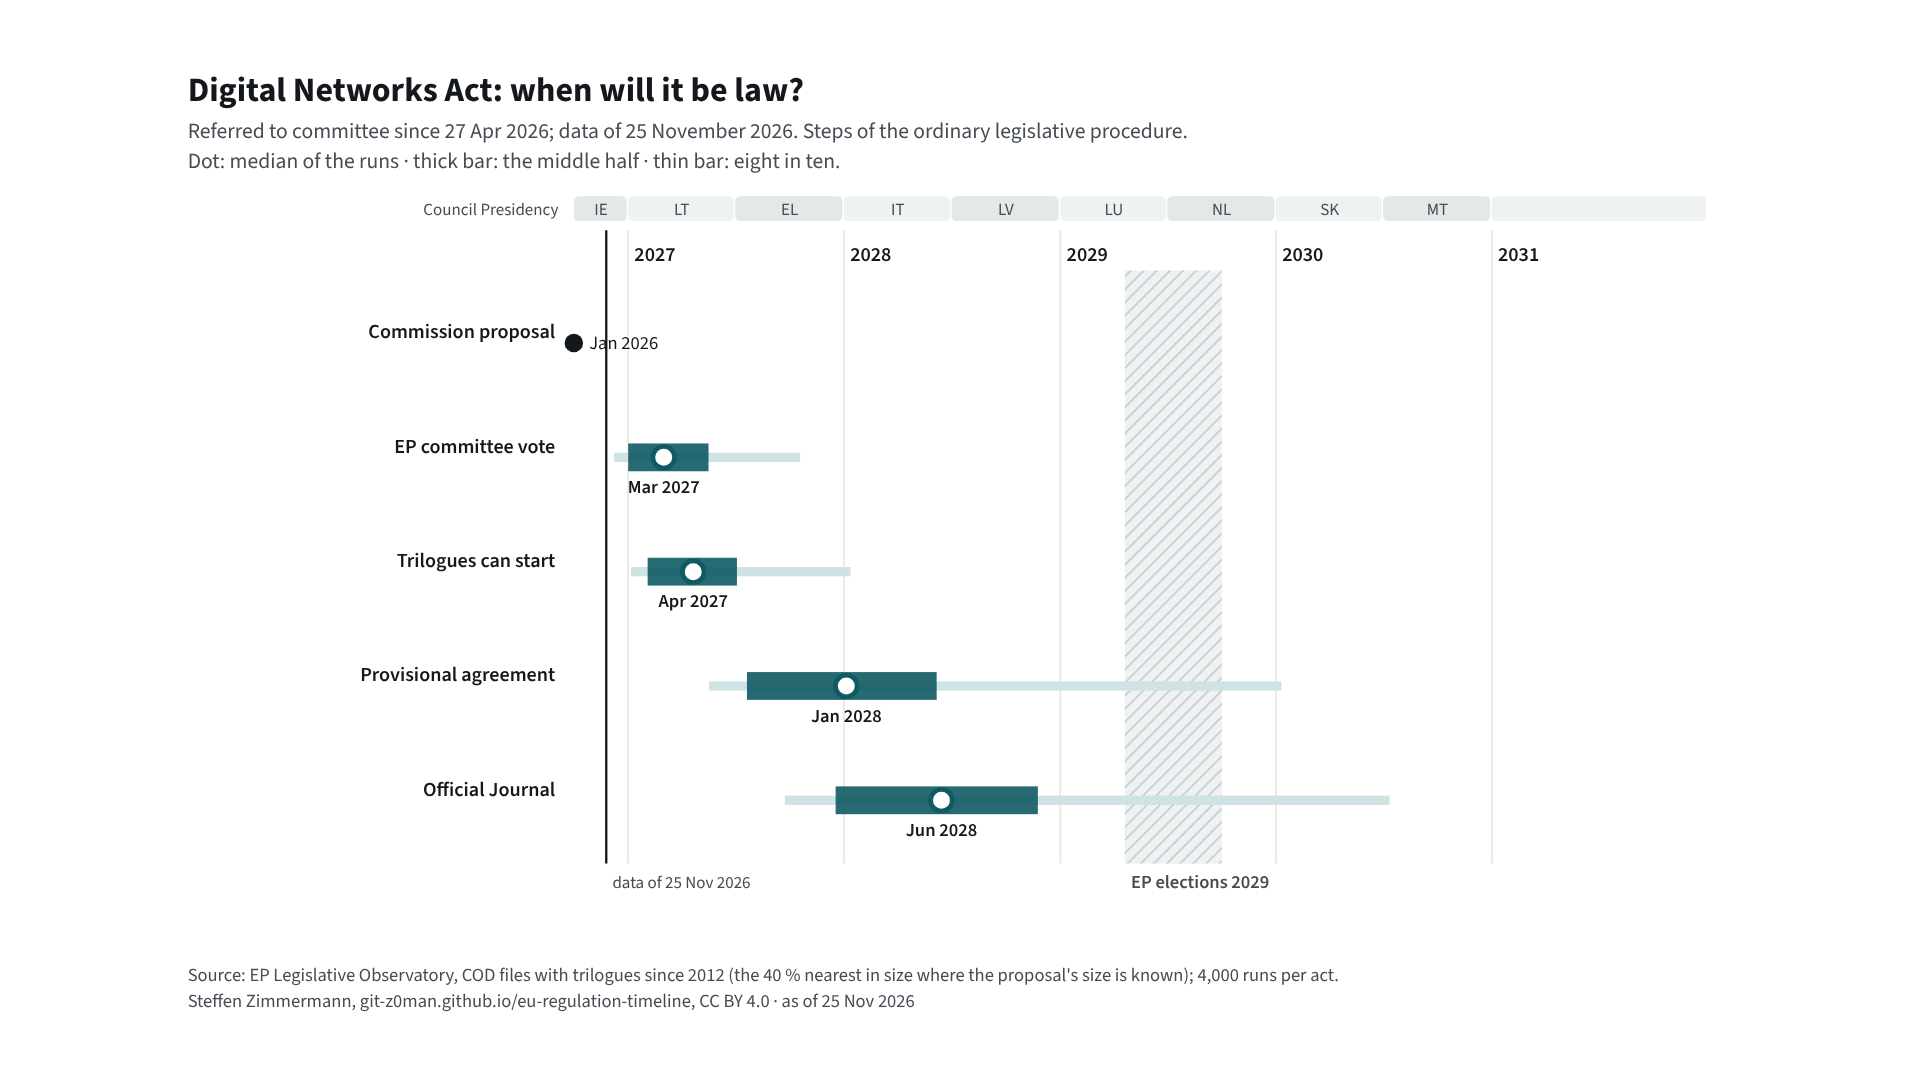 Digital Networks Act: when will it be law?
Referred to committee since 27 Apr 2026; data of 25 November 2026. Steps of the ordinary legislative procedure.
Dot: median of the runs · thick bar: the middle half · thin bar: eight in ten.
Council Presidency IE LT EL IT LV LU NL SK MT
2027 2028 2029 2030 2031
Commission proposal
Jan 2026
EP committee vote
Mar 2027
Trilogues can start
Apr 2027
Provisional agreement
Jan 2028
Official Journal
Jun 2028
data of 25 Nov 2026 EP elections 2029
Source: EP Legislative Observatory, COD files with trilogues since 2012 (the 40 % nearest in size where the proposal's size is known); 4,000 runs per act.
Steffen Zimmermann, git-z0man.github.io/eu-regulation-timeline, CC BY 4.0 · as of 25 Nov 2026